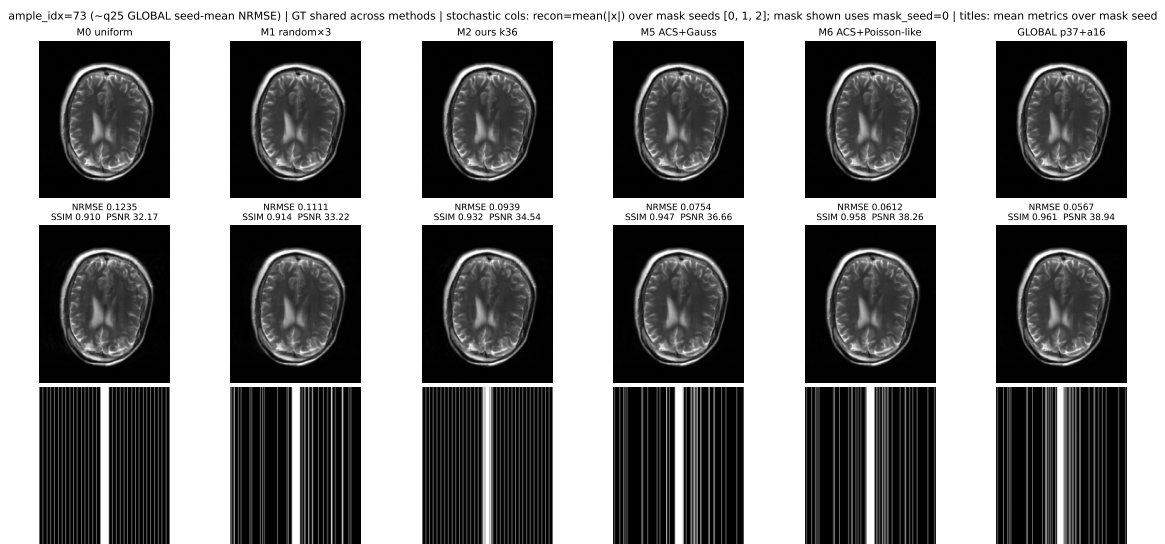 ample_idx=73 (~q25 GLOBAL seed-mean NRMSE) | GT shared across methods | stochastic cols: recon=mean(|x|) over mask seeds [0, 1, 2]; mask shown uses mask_seed=0 | titles: mean metrics over mask seed
M0 uniform
M1 random×3
M2 ours k36
M5 ACS+Gauss
M6 ACS+Poisson-like
GLOBAL p37+a16
NRMSE 0.1235
SSIM 0.910 PSNR 32.17
NRMSE 0.1111
SSIM 0.914 PSNR 33.22
NRMSE 0.0939
SSIM 0.932 PSNR 34.54
NRMSE 0.0754
SSIM 0.947 PSNR 36.66
NRMSE 0.0612
SSIM 0.958 PSNR 38.26
NRMSE 0.0567
SSIM 0.961 PSNR 38.94